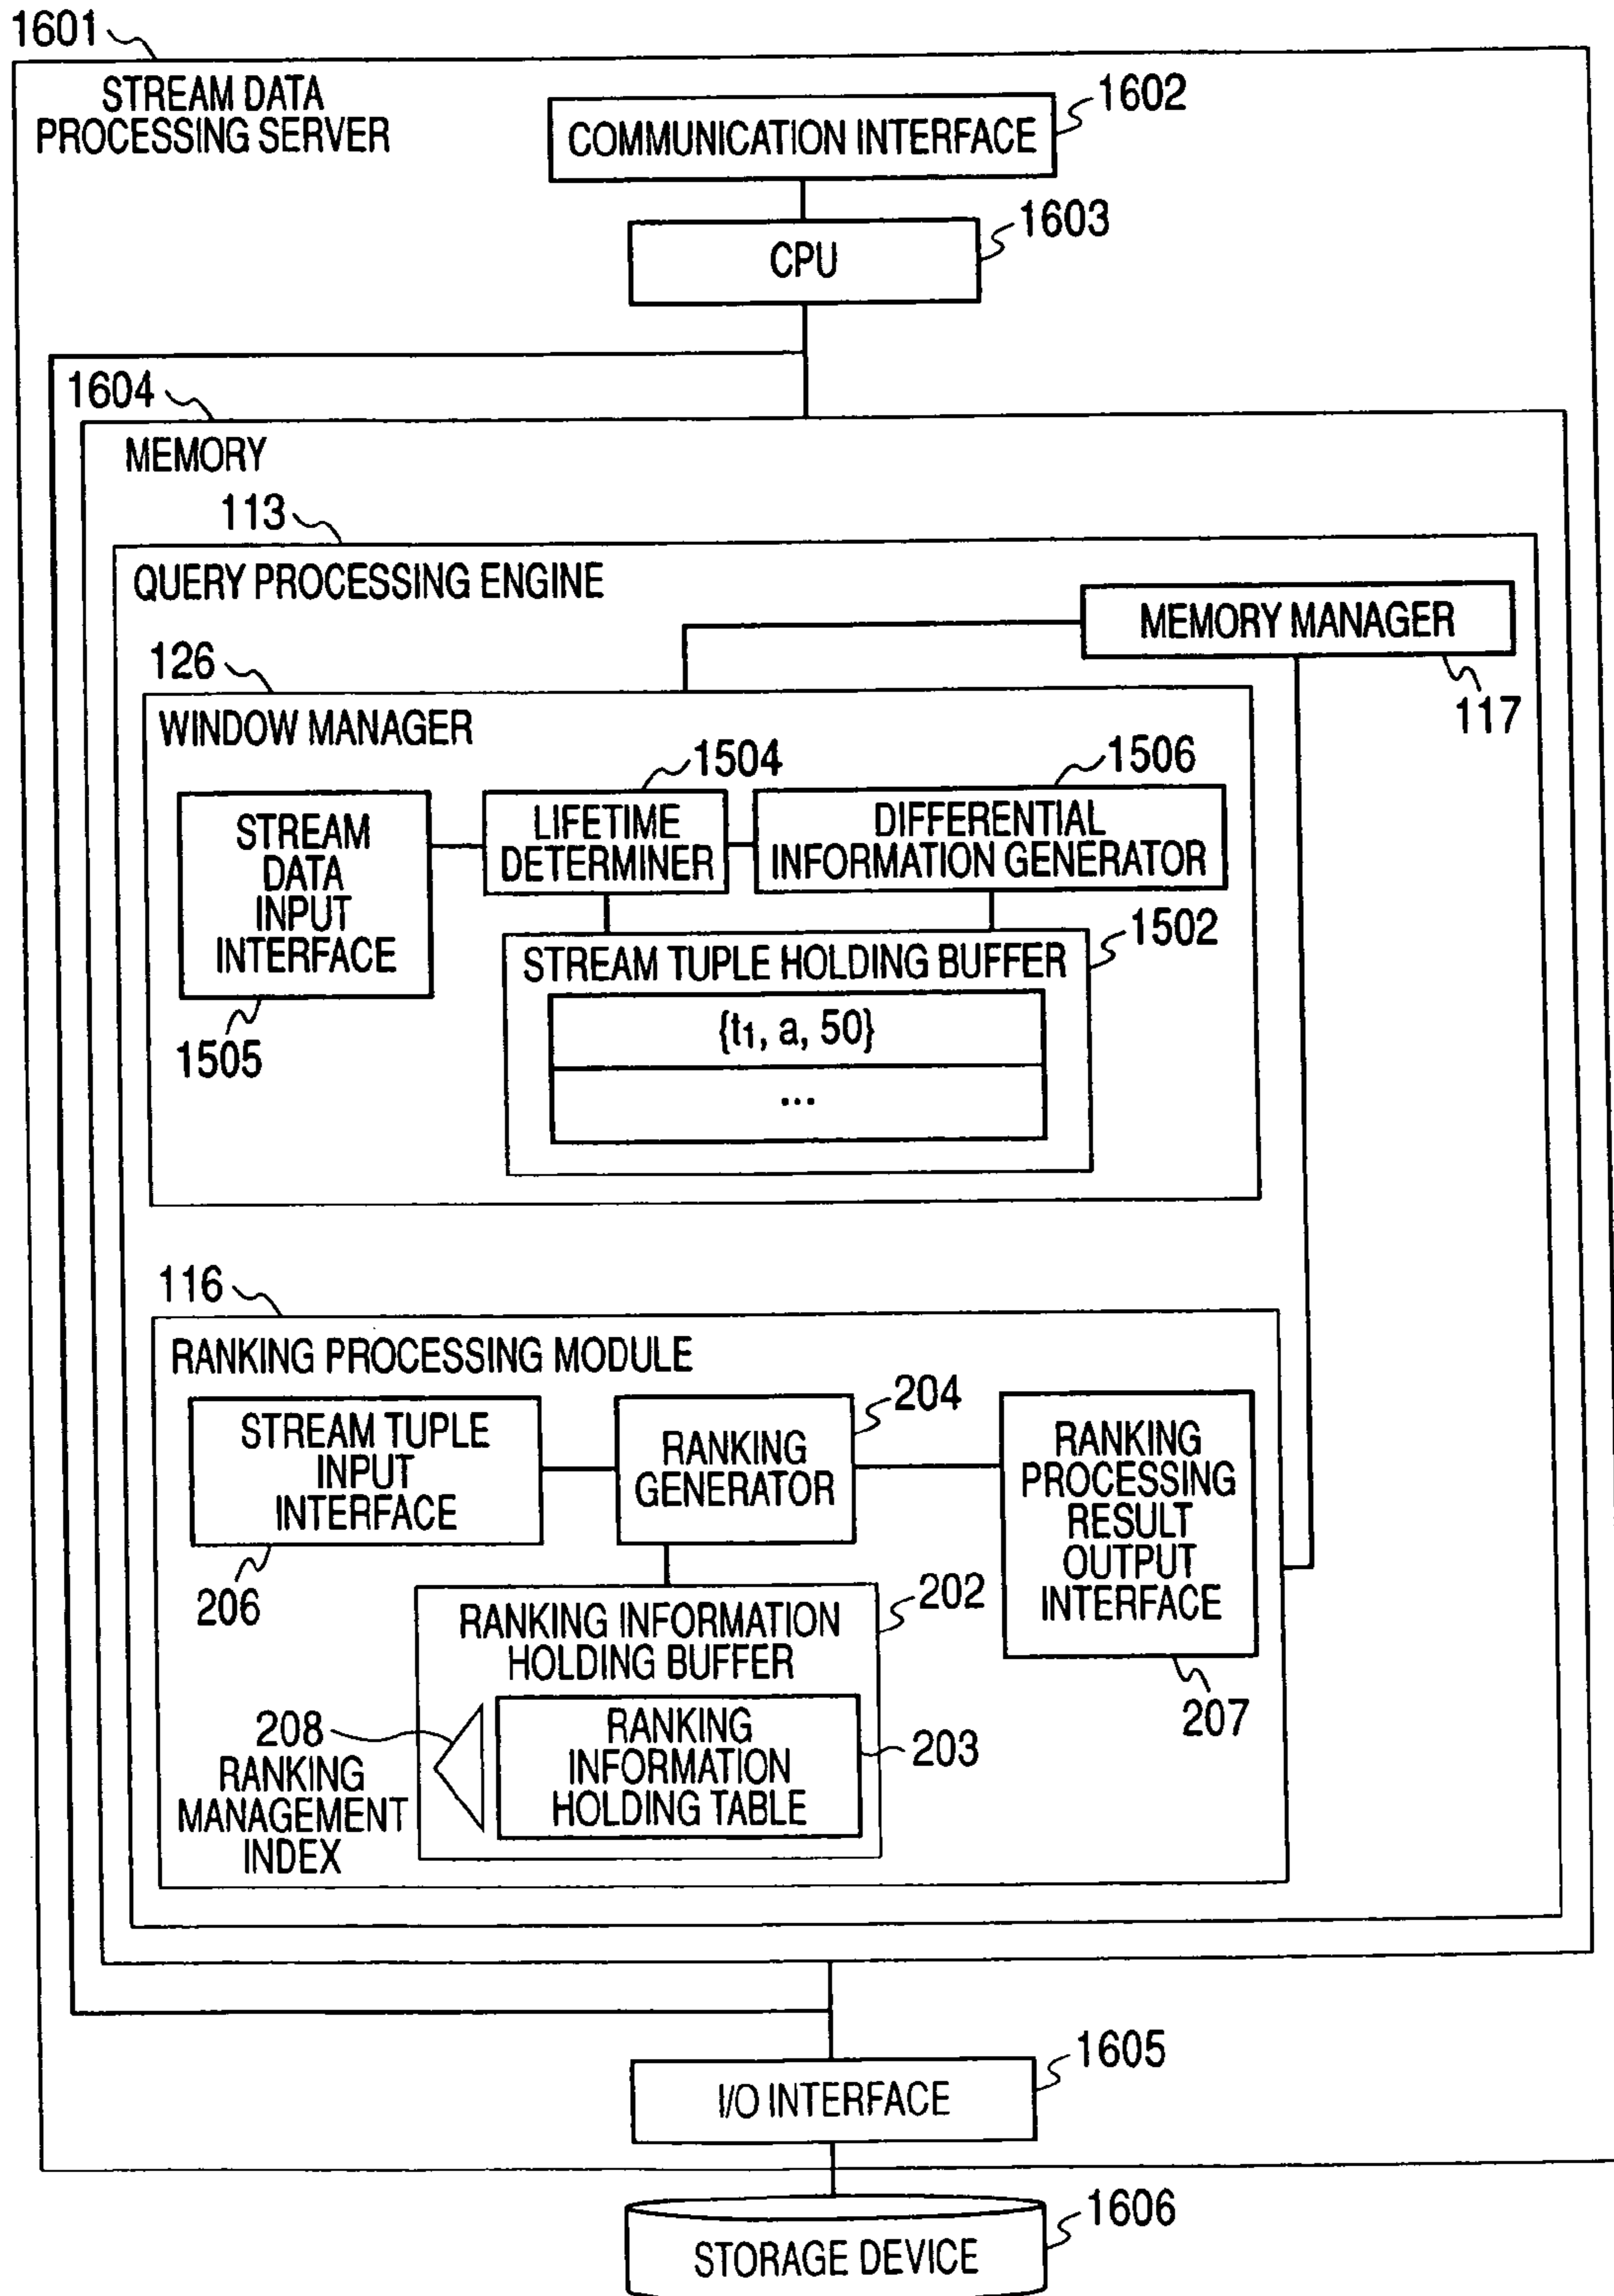 1601
STREAM DATA
PROCESSING SERVER
1602
COMMUNICATION INTERFACE
1603
CPU
1604
MEMORY
113
QUERY PROCESSING ENGINE
MEMORY MANAGER
117
126
WINDOW MANAGER
1504
1506
STREAM
DATA
INPUT
INTERFACE
1505
LIFETIME
DETERMINER
DIFFERENTIAL
INFORMATION GENERATOR
1502
STREAM TUPLE HOLDING BUFFER
{t1, a, 50}
...
116
RANKING PROCESSING MODULE
STREAM TUPLE
INPUT
INTERFACE
206
204
RANKING
GENERATOR
RANKING
PROCESSING
RESULT
OUTPUT
INTERFACE
207
202
RANKING INFORMATION
HOLDING BUFFER
208
RANKING
MANAGEMENT
INDEX
RANKING
INFORMATION
HOLDING TABLE
203
1605
I/O INTERFACE
1606
STORAGE DEVICE